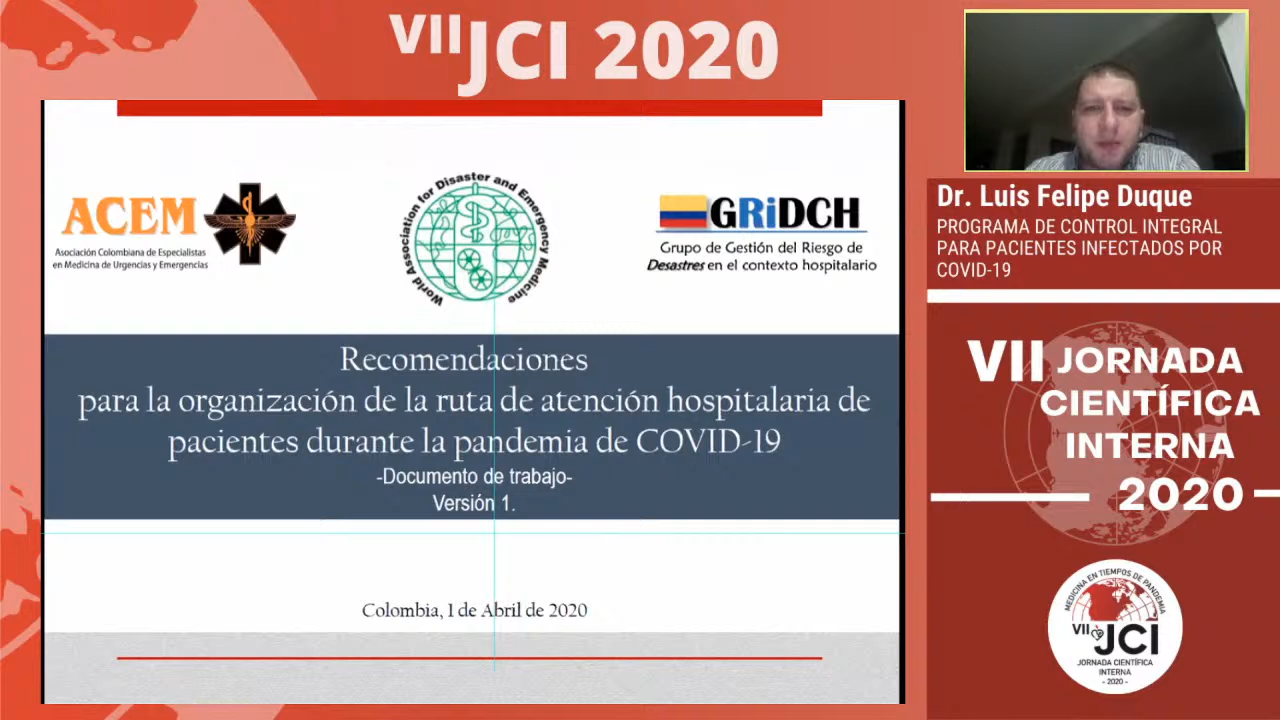 VII JCI 2020
ACEM
Asociación Colombiana de Especialistas
en Medicina de Urgencias y Emergencias
World Association for Disaster and Emergency Medicine
GRiDCH
Grupo de Gestión del Riesgo de
Desastres en el contexto hospitalario
Recomendaciones
para la organización de la ruta de atención hospitalaria de
pacientes durante la pandemia de COVID-19
-Documento de trabajo-
Versión 1.
Colombia, 1 de Abril de 2020
Dr. Luis Felipe Duque
PROGRAMA DE CONTROL INTEGRAL
PARA PACIENTES INFECTADOS POR
COVID-19
VII JORNADA
CIENTÍFICA
INTERNA
2020
MEDICINA EN TIEMPOS DE PANDEMIA
VII JCI
JORNADA CIENTÍFICA
INTERNA
- 2020 -